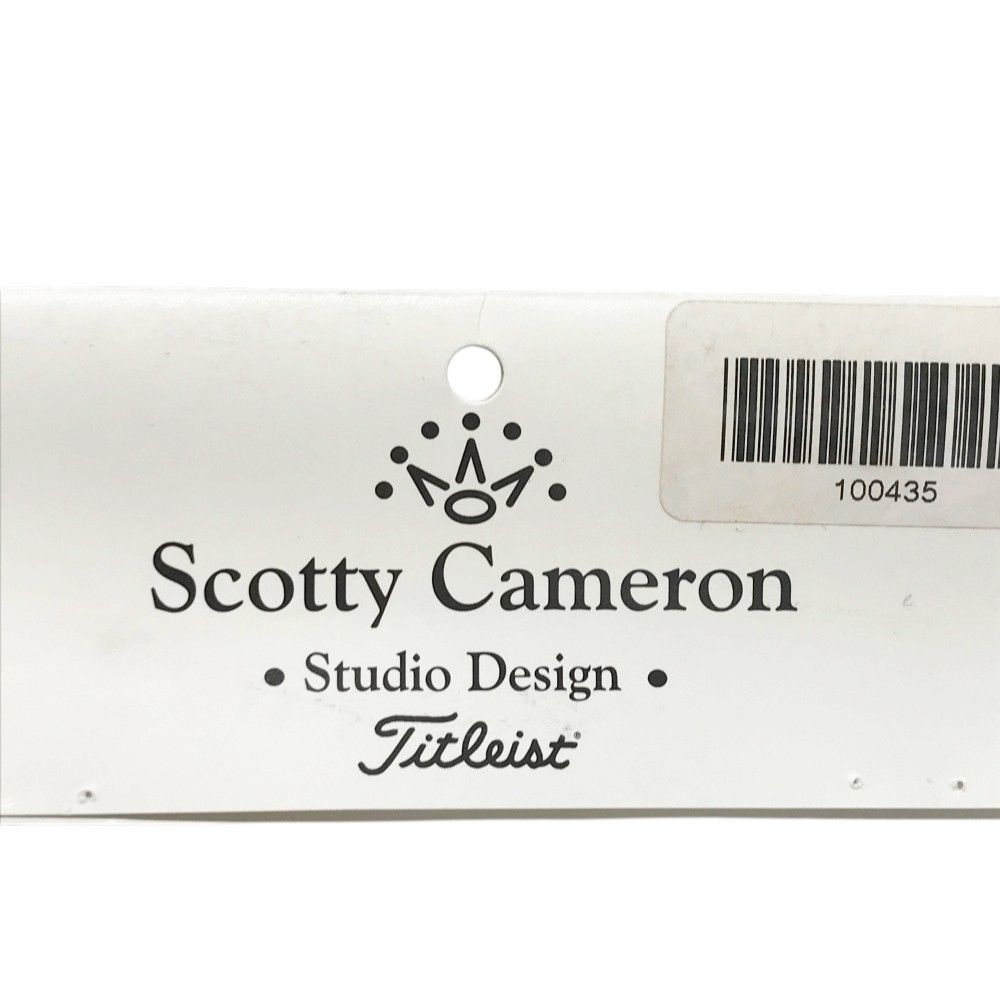 100435
Scotty Cameron
• Studio Design •
Titleist®